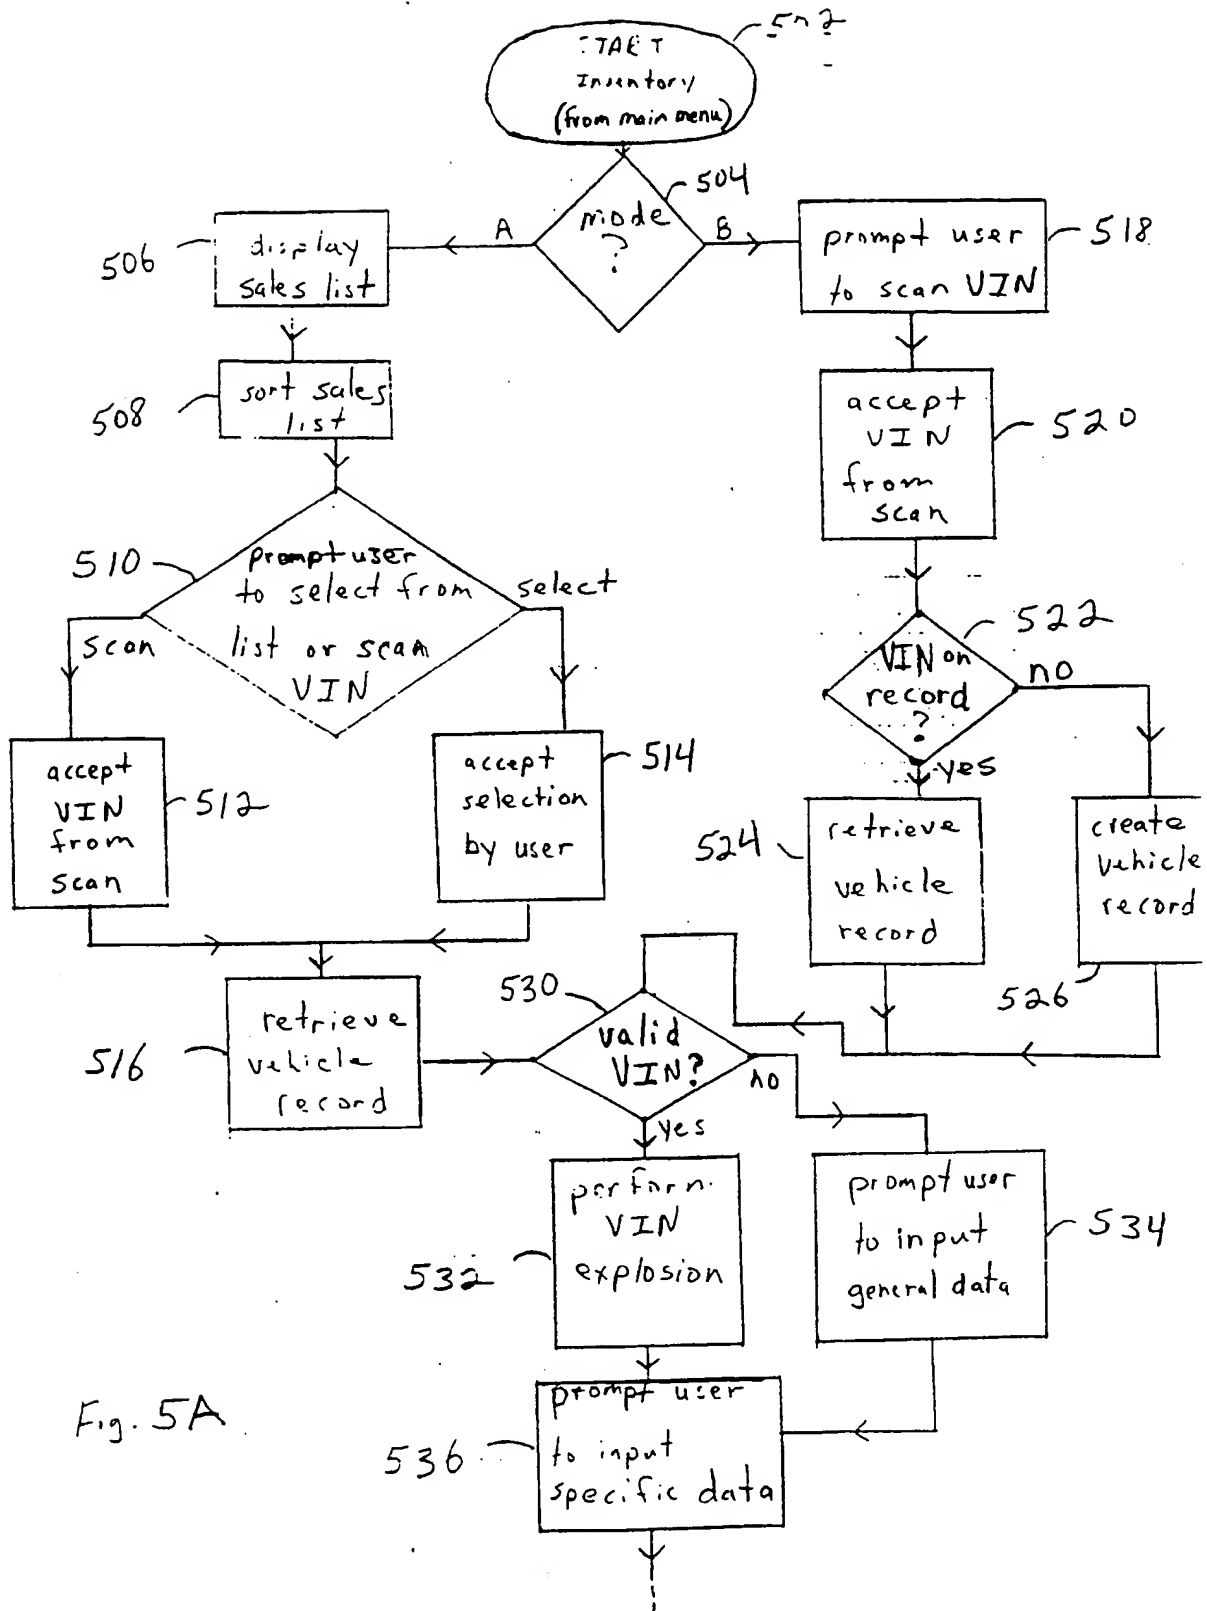 502
START
Inventory
(from main menu)
504
mode
?
A
B
506
display
sales list
prompt user
to scan VIN
518
508
sort sales
list
accept
VIN
from
scan
520
510
prompt user
to select from
list or scan
VIN
scan
select
522
VIN on
record
?
no
yes
accept
VIN
from
scan
512
accept
selection
by user
514
524
retrieve
vehicle
record
create
vehicle
record
526
516
retrieve
vehicle
record
530
valid
VIN?
no
yes
532
perform
VIN
explosion
prompt user
to input
general data
534
Fig. 5A
536
prompt user
to input
specific data